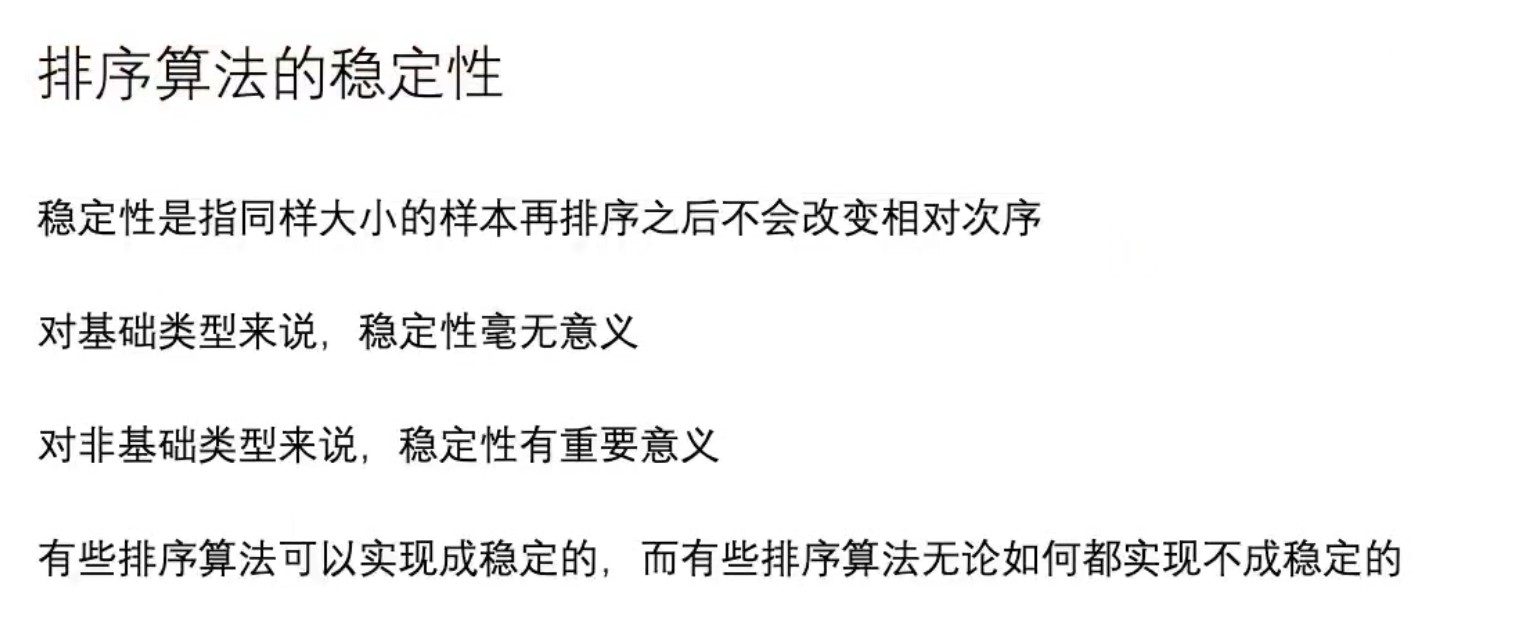 排序算法的稳定性
稳定性是指同样大小的样本再排序之后不会改变相对次序
对基础类型来说，稳定性毫无意义
对非基础类型来说，稳定性有重要意义
有些排序算法可以实现成稳定的，而有些排序算法无论如何都实现不成稳定的